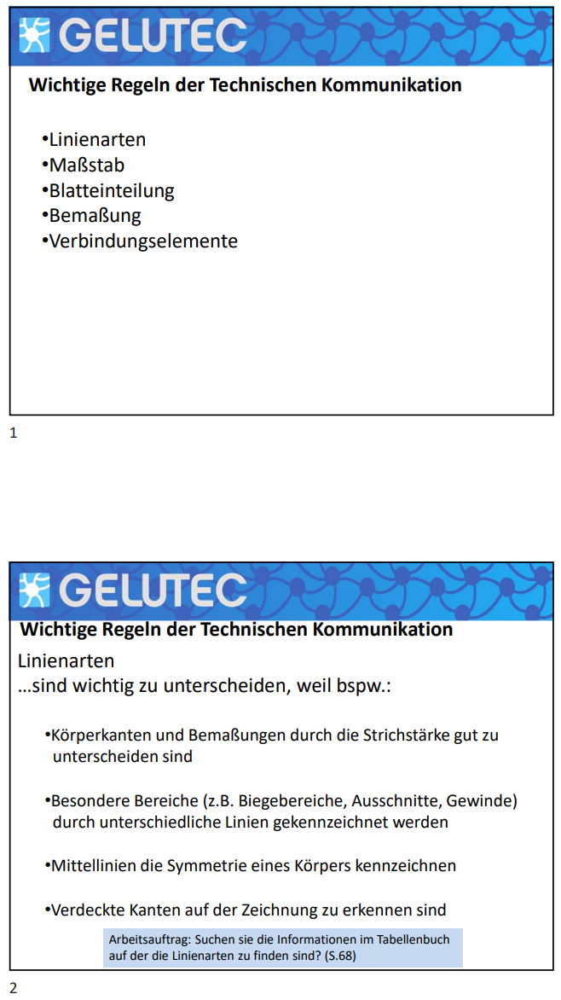 GELUTEC
Wichtige Regeln der Technischen Kommunikation
•Linienarten
•Maßstab
•Blatteinteilung
•Bemaßung
•Verbindungselemente
1
GELUTEC
Wichtige Regeln der Technischen Kommunikation
Linienarten
...sind wichtig zu unterscheiden, weil bspw.:
•Körperkanten und Bemaßungen durch die Strichstärke gut zu
unterscheiden sind
•Besondere Bereiche (z.B. Biegebereiche, Ausschnitte, Gewinde)
durch unterschiedliche Linien gekennzeichnet werden
•Mittellinien die Symmetrie eines Körpers kennzeichnen
•Verdeckte Kanten auf der Zeichnung zu erkennen sind
Arbeitsauftrag: Suchen sie die Informationen im Tabellenbuch
auf der die Linienarten zu finden sind? (S.68)
2